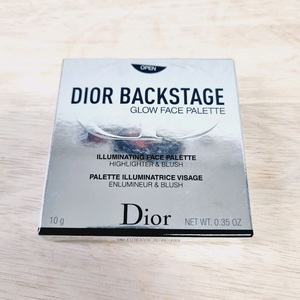 OPEN
DIOR BACKSTAGE
GLOW FACE PALETTE
ILLUMINATING FACE PALETTE
HIGHLIGHTER & BLUSH
PALETTE ILLUMINATRICE VISAGE
ENLUMINEUR & BLUSH
10 g
Dior
NET WT. 0.35 OZ